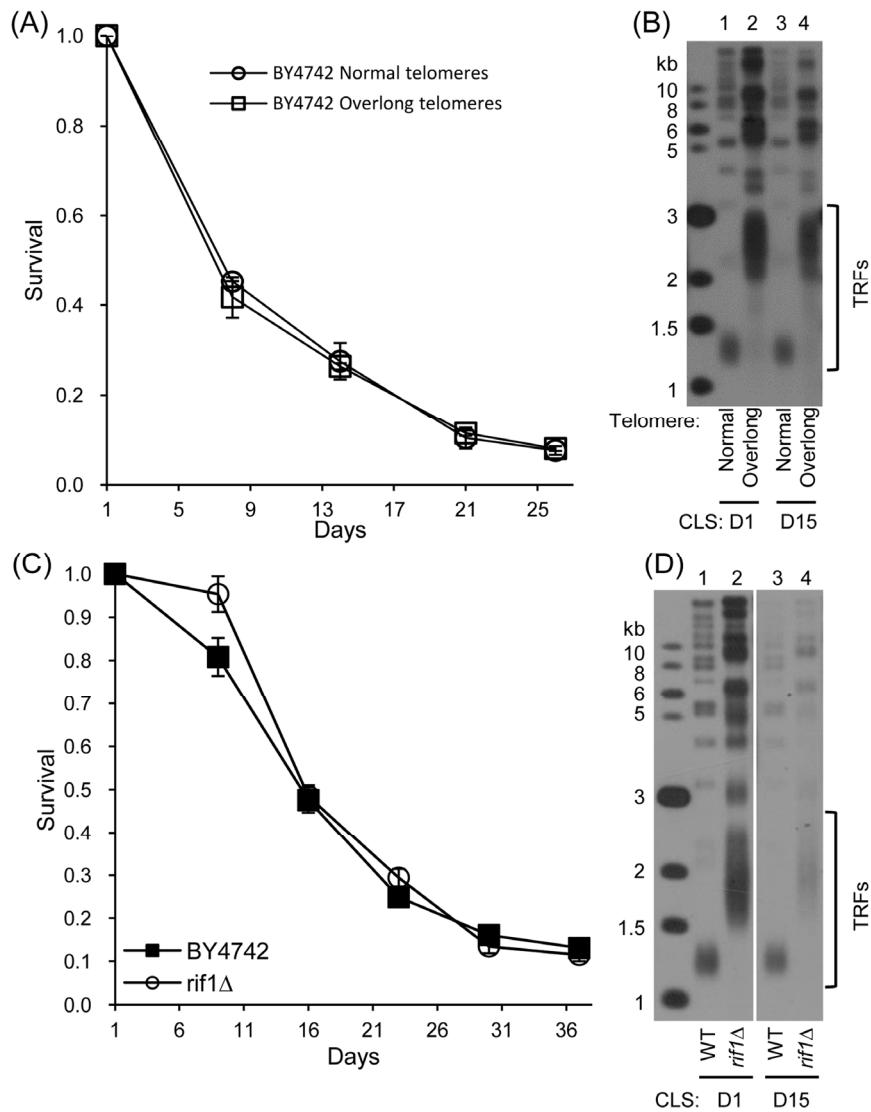 (A)
1.0
0.8
0.6
0.4
0.2
0.0
Survival
BY4742 Normal telomeres
BY4742 Overlong telomeres
1 5 9 13 17 21 25
Days
(B)
1 2 3 4
kb
10
8
6
5
3
2
1.5
1
TRFs
Telomere: Normal Overlong Normal Overlong
CLS: D1 D15
(C)
1.0
0.9
0.8
0.7
0.6
0.5
0.4
0.3
0.2
0.1
0.0
Survival
BY4742
rif1Δ
1 6 11 16 21 26 31 36
Days
(D)
1 2 3 4
kb
10
8
6
5
3
2
1.5
1
TRFs
WT rif1Δ WT rif1Δ
CLS: D1 D15